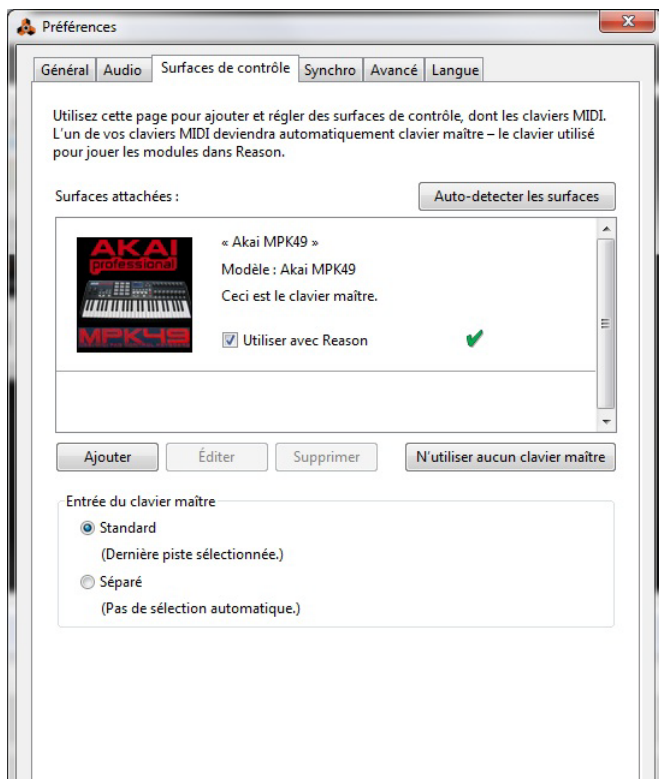 Préférences
Général Audio Surfaces de contrôle Synchro Avancé Langue
Utilisez cette page pour ajouter et régler des surfaces de contrôle, dont les claviers MIDI.
L'un de vos claviers MIDI deviendra automatiquement clavier maître – le clavier utilisé
pour jouer les modules dans Reason.
Surfaces attachées :
Auto-detecter les surfaces
AKAI
professional
MPK49
« Akai MPK49 »
Modèle : Akai MPK49
Ceci est le clavier maître.
Utiliser avec Reason
Ajouter Éditer Supprimer N'utiliser aucun clavier maître
Entrée du clavier maître
Standard
(Dernière piste sélectionnée.)
Séparé
(Pas de sélection automatique.)